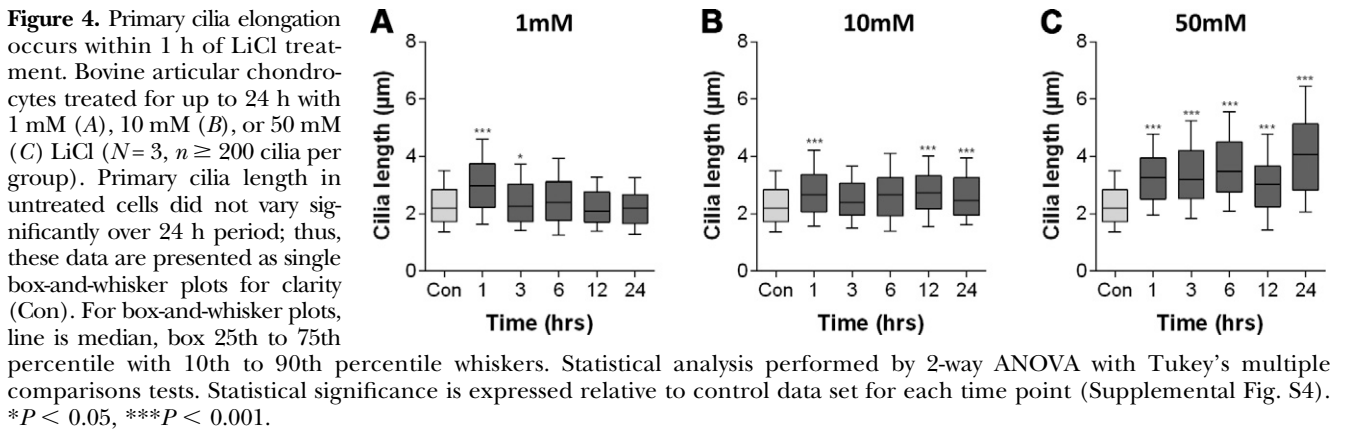 Figure 4. Primary cilia elongation
occurs within 1 h of LiCl treat-
ment. Bovine articular chondro-
cytes treated for up to 24 h with
1 mM (A), 10 mM (B), or 50 mM
(C) LiCl (N= 3, n ≥ 200 cilia per
group). Primary cilia length in
untreated cells did not vary sig-
nificantly over 24 h period; thus,
these data are presented as single
box-and-whisker plots for clarity
(Con). For box-and-whisker plots,
line is median, box 25th to 75th
percentile with 10th to 90th percentile whiskers. Statistical analysis performed by 2-way ANOVA with Tukey's multiple
comparisons tests. Statistical significance is expressed relative to control data set for each time point (Supplemental Fig. S4).
*P < 0.05, ***P < 0.001.
A
1mM
Cilia length (µm)
8
6
4
2
0
***
*
Con 1 3 6 12 24
Time (hrs)
B
10mM
Cilia length (µm)
8
6
4
2
0
***
***
***
Con 1 3 6 12 24
Time (hrs)
C
50mM
Cilia length (µm)
8
6
4
2
0
***
***
***
***
***
Con 1 3 6 12 24
Time (hrs)